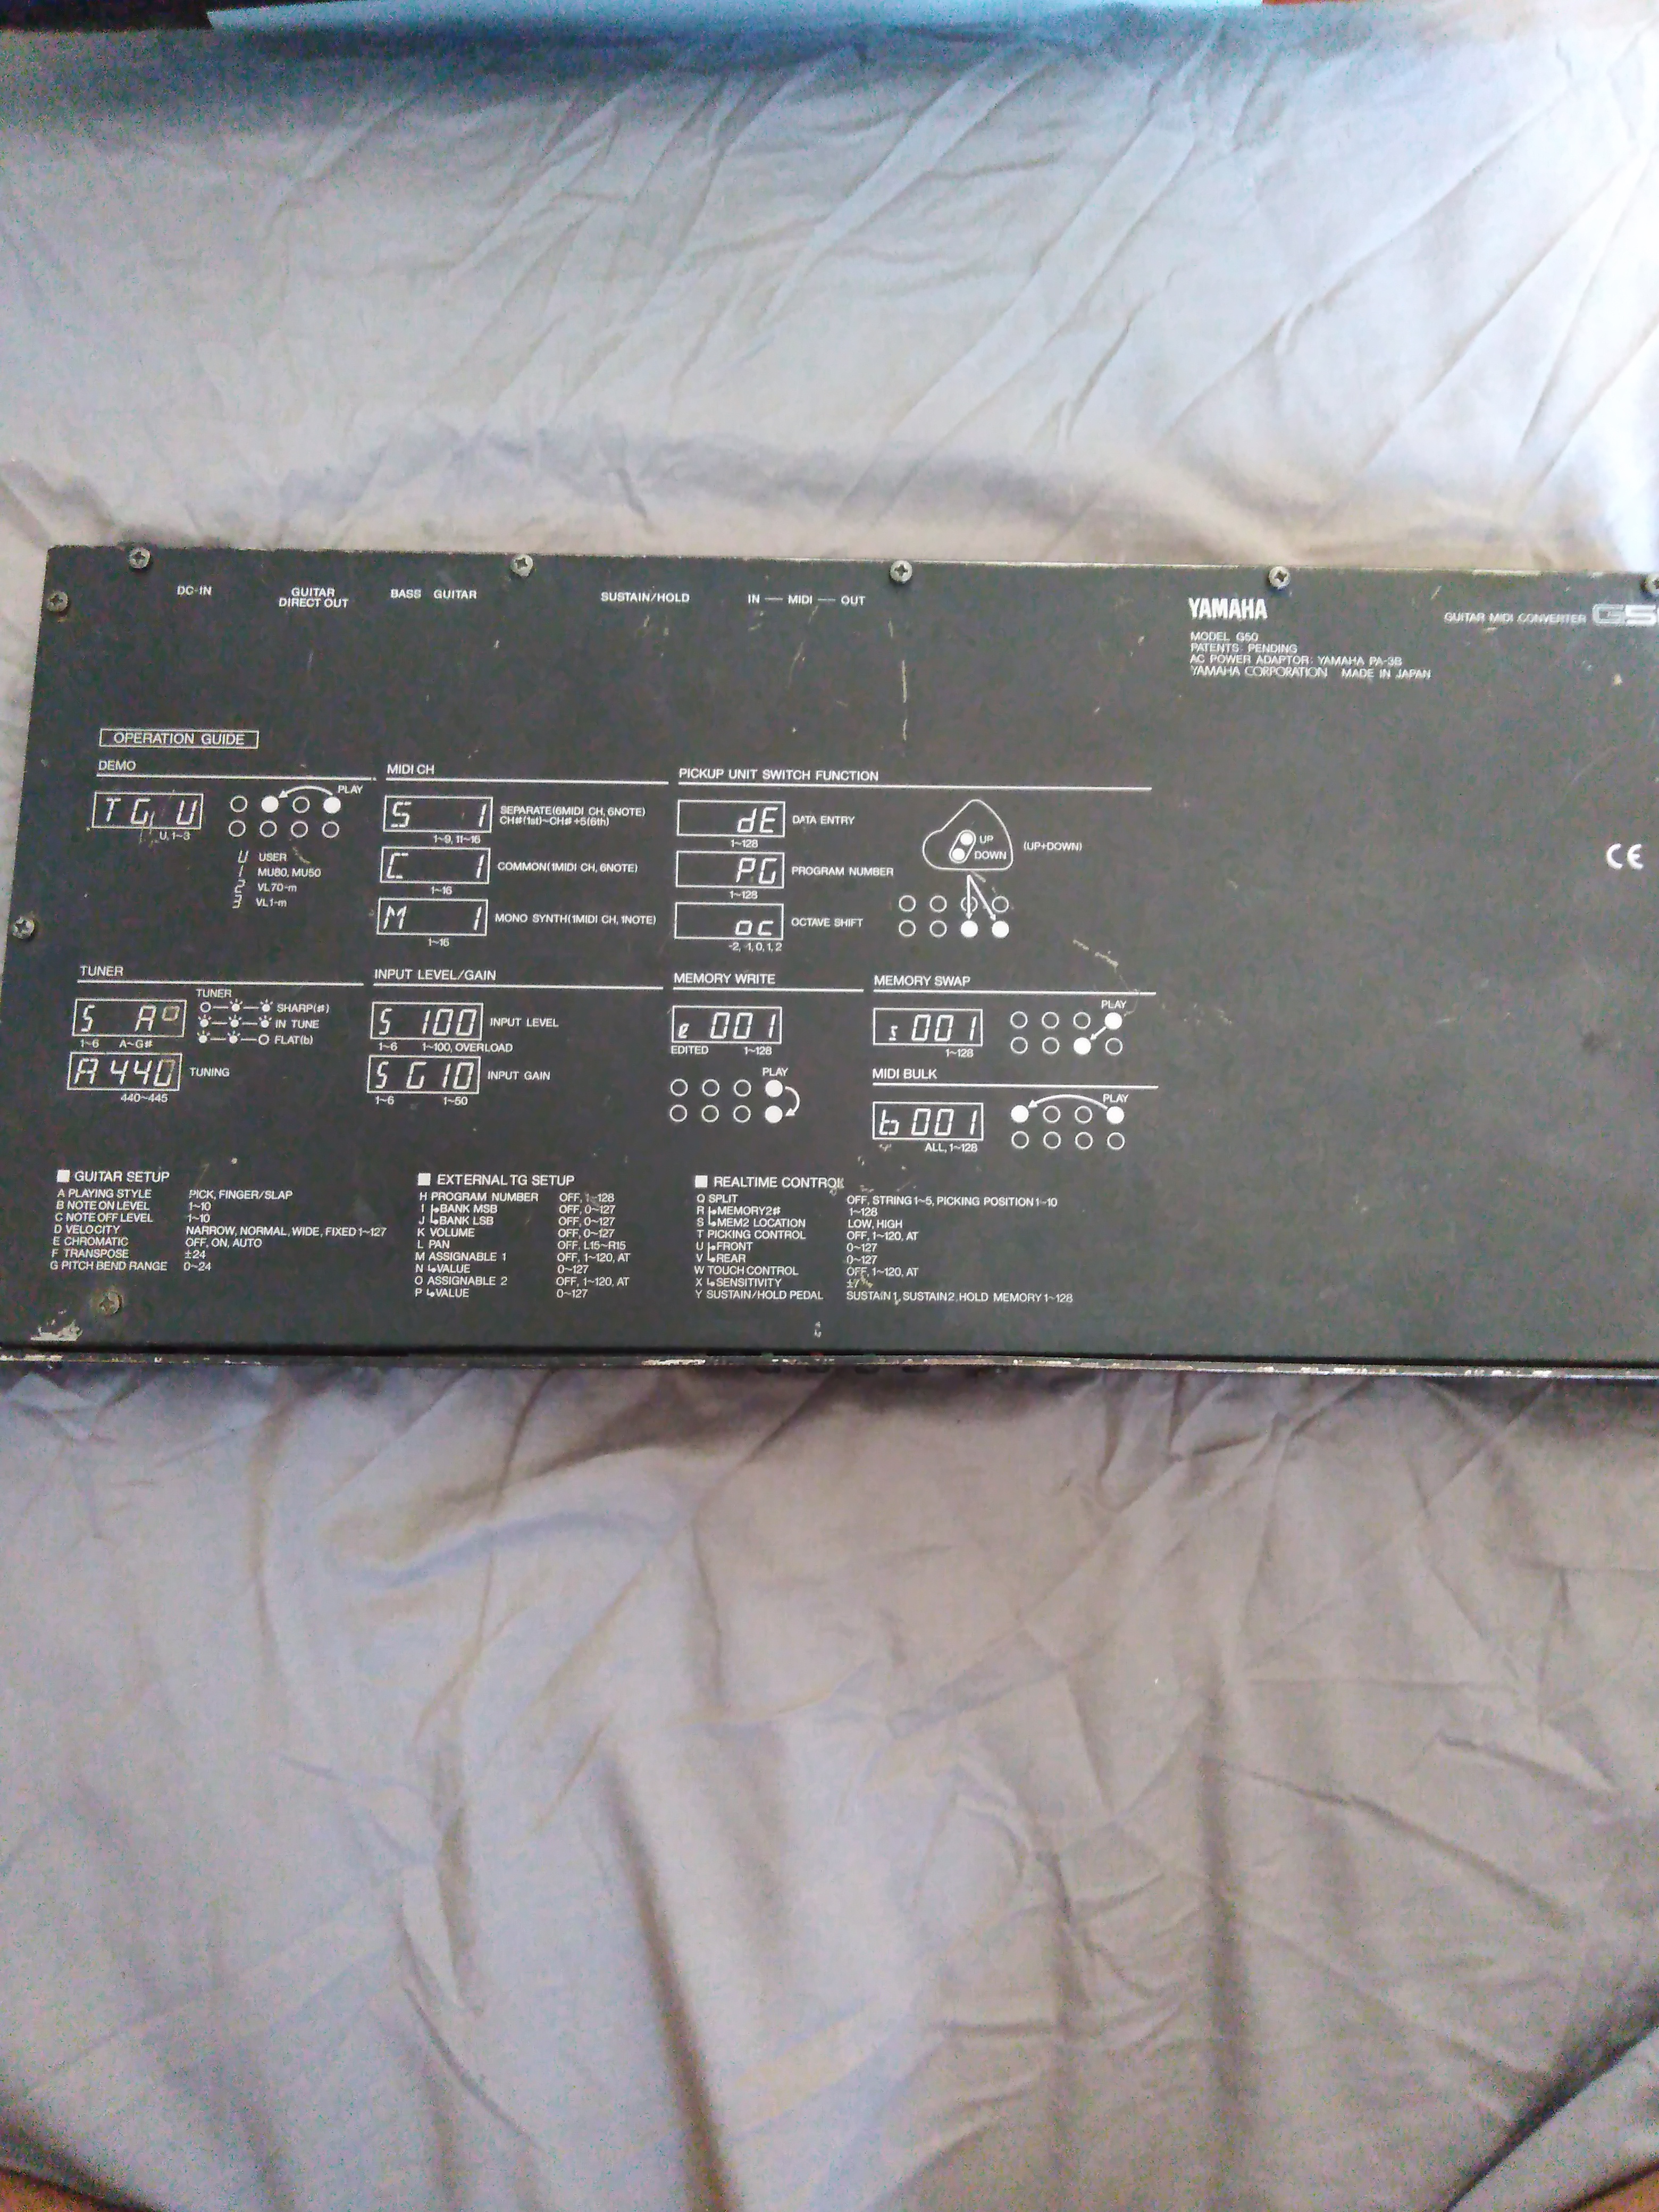 DC-IN
GUITAR
DIRECT OUT
BASS GUITAR
SUSTAIN/HOLD
IN — MIDI — OUT
YAMAHA
MODEL G50
PATENTS PENDING
AC POWER ADAPTOR: YAMAHA PA-3B
YAMAHA CORPORATION MADE IN JAPAN
GUITAR MIDI CONVERTER G5
CE
OPERATION GUIDE
DEMO
TG U
U, 1~3
PLAY
U USER
1 MU80, MU50
2 VL70-m
3 VL1-m
MIDI CH
S 1
1~9, 11~16
SEPARATE(6MIDI CH, 6NOTE)
CH#(1st)~CH#+5(6th)
C 1
1~16
COMMON(1MIDI CH, 6NOTE)
M 1
1~16
MONO SYNTH(1MIDI CH, 1NOTE)
PICKUP UNIT SWITCH FUNCTION
dE
1~128
DATA ENTRY
PG
1~128
PROGRAM NUMBER
oc
-2, -1, 0, 1, 2
OCTAVE SHIFT
UP
DOWN
(UP+DOWN)
TUNER
S A
1~6 A~G#
TUNER
SHARP(#)
IN TUNE
FLAT(b)
A440
440~445
TUNING
INPUT LEVEL/GAIN
S 100
1~6 1~100, OVERLOAD
INPUT LEVEL
S G10
1~6 1~50
INPUT GAIN
MEMORY WRITE
e 001
EDITED 1~128
PLAY
MEMORY SWAP
s 001
1~128
PLAY
MIDI BULK
b 001
ALL, 1~128
PLAY
■ GUITAR SETUP
A PLAYING STYLE PICK, FINGER/SLAP
B NOTE ON LEVEL 1~10
C NOTE OFF LEVEL 1~10
D VELOCITY NARROW, NORMAL, WIDE, FIXED 1~127
E CHROMATIC OFF, ON, AUTO
F TRANSPOSE ±24
G PITCH BEND RANGE 0~24
■ EXTERNAL TG SETUP
H PROGRAM NUMBER OFF, 1~128
I ↳BANK MSB OFF, 0~127
J ↳BANK LSB OFF, 0~127
K VOLUME OFF, 0~127
L PAN OFF, L15~R15
M ASSIGNABLE 1 OFF, 1~120, AT
N ↳VALUE 0~127
O ASSIGNABLE 2 OFF, 1~120, AT
P ↳VALUE 0~127
■ REALTIME CONTROL
Q SPLIT OFF, STRING 1~5, PICKING POSITION 1~10
R ↳MEMORY2# 1~128
S ↳MEM2 LOCATION LOW, HIGH
T PICKING CONTROL OFF, 1~120, AT
U ↳FRONT 0~127
V ↳REAR 0~127
W TOUCH CONTROL OFF, 1~120, AT
X ↳SENSITIVITY ±7
Y SUSTAIN/HOLD PEDAL SUSTAIN1, SUSTAIN2, HOLD MEMORY 1~128